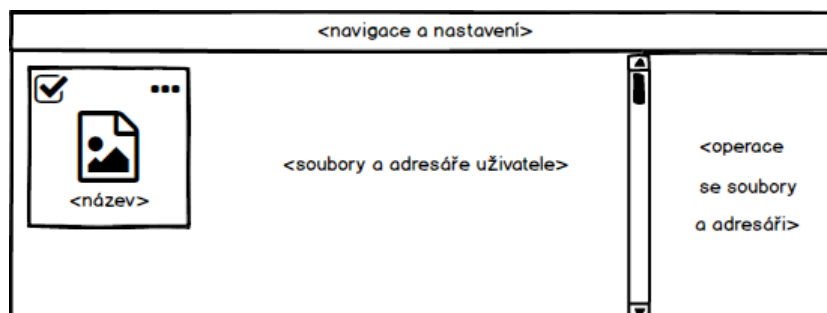 <navigace a nastavení>
<název>
<soubory a adresáře uživatele>
<operace
se soubory
a adresáři>